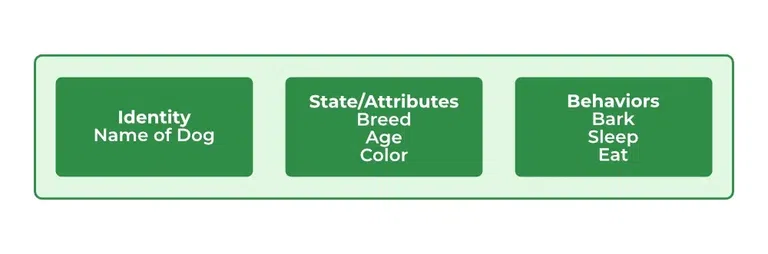 Identity
Name of Dog
State/Attributes
Breed
Age
Color
Behaviors
Bark
Sleep
Eat